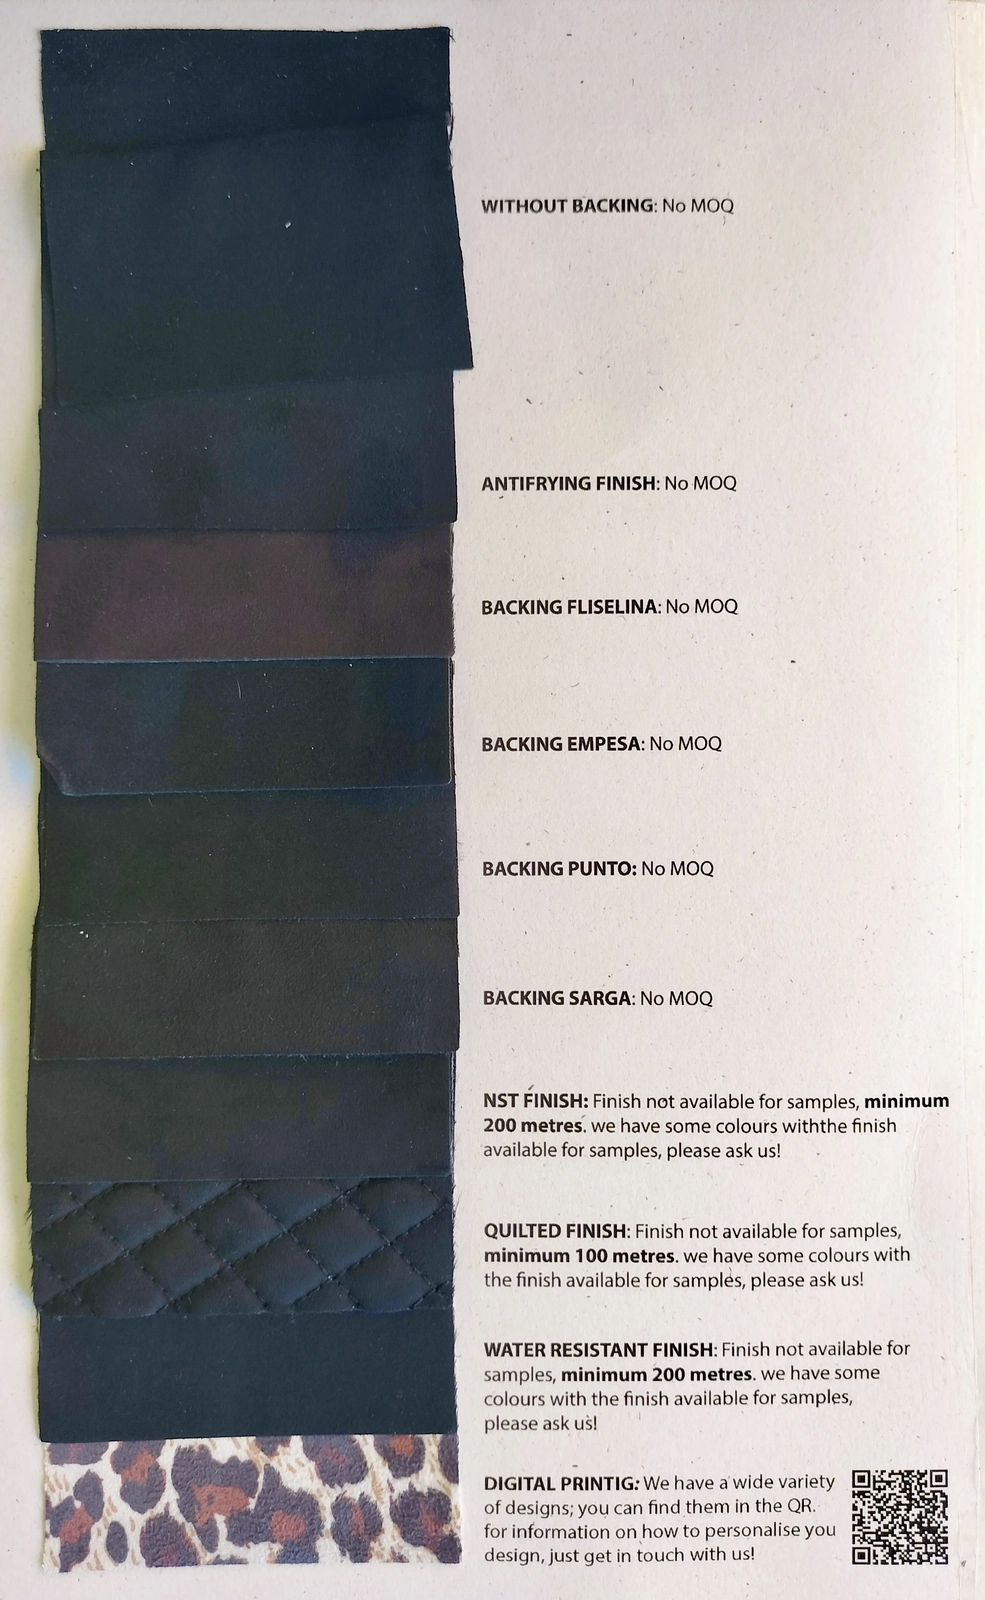 WITHOUT BACKING: No MOQ
ANTIFRYING FINISH: No MOQ
BACKING FLISELINA: No MOQ
BACKING EMPESA: No MOQ
BACKING PUNTO: No MOQ
BACKING SARGA: No MOQ
NST FINISH: Finish not available for samples, minimum
200 metres. we have some colours withthe finish
available for samples, please ask us!
QUILTED FINISH: Finish not available for samples,
minimum 100 metres. we have some colours with
the finish available for samples, please ask us!
WATER RESISTANT FINISH: Finish not available for
samples, minimum 200 metres. we have some
colours with the finish available for samples,
please ask us!
DIGITAL PRINTIG: We have a wide variety
of designs; you can find them in the QR.
for information on how to personalise you
design, just get in touch with us!